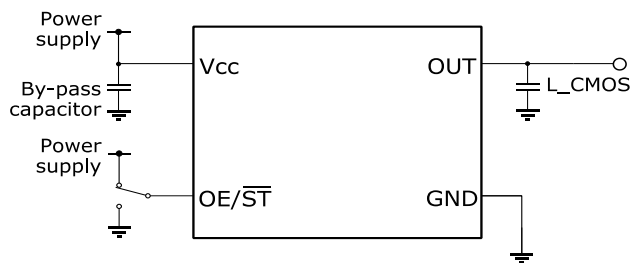 Power
supply
Vcc
OUT
By-pass
capacitor
L_CMOS
Power
supply
OE/ST
GND